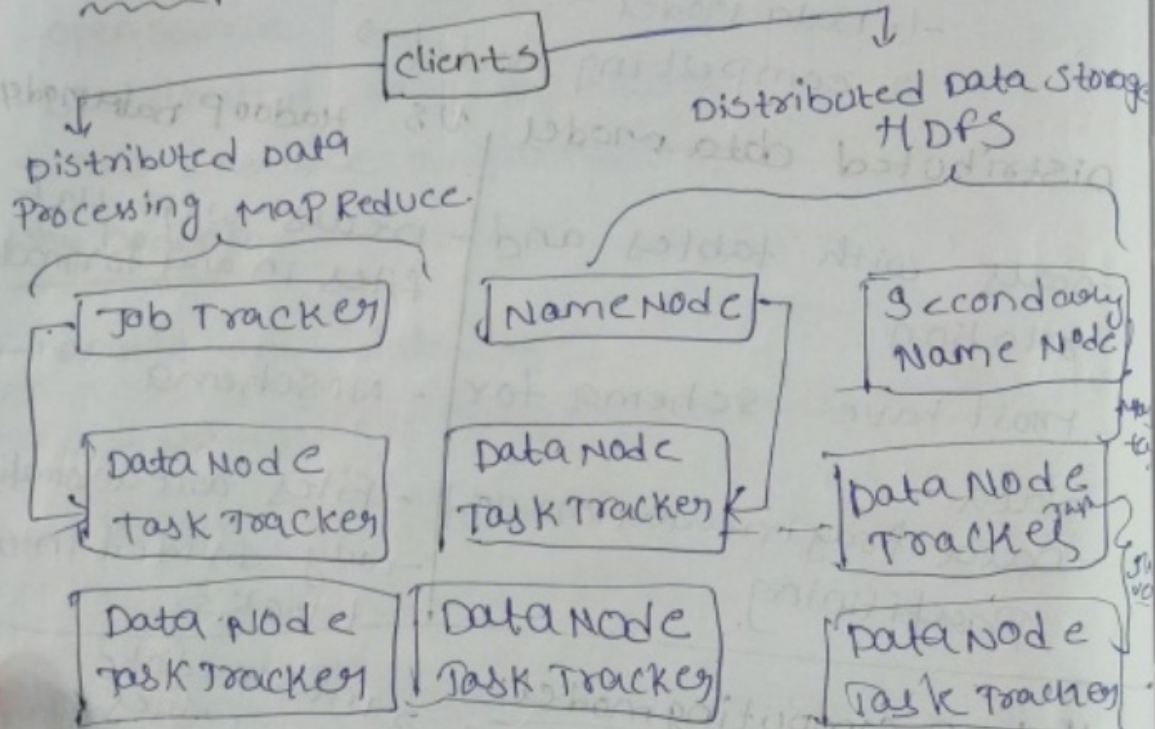 clients
Distributed Data Storage
HDFS
Distributed Data
Processing MapReduce.
Job Tracker
NameNode
Secondary
Name Node
Data Node
Task Tracker
Data Node
Task Tracker
Data Node
Task
Tracker
Data Node
Task Tracker
Data Node
Task Tracker
Data Node
Task Tracker